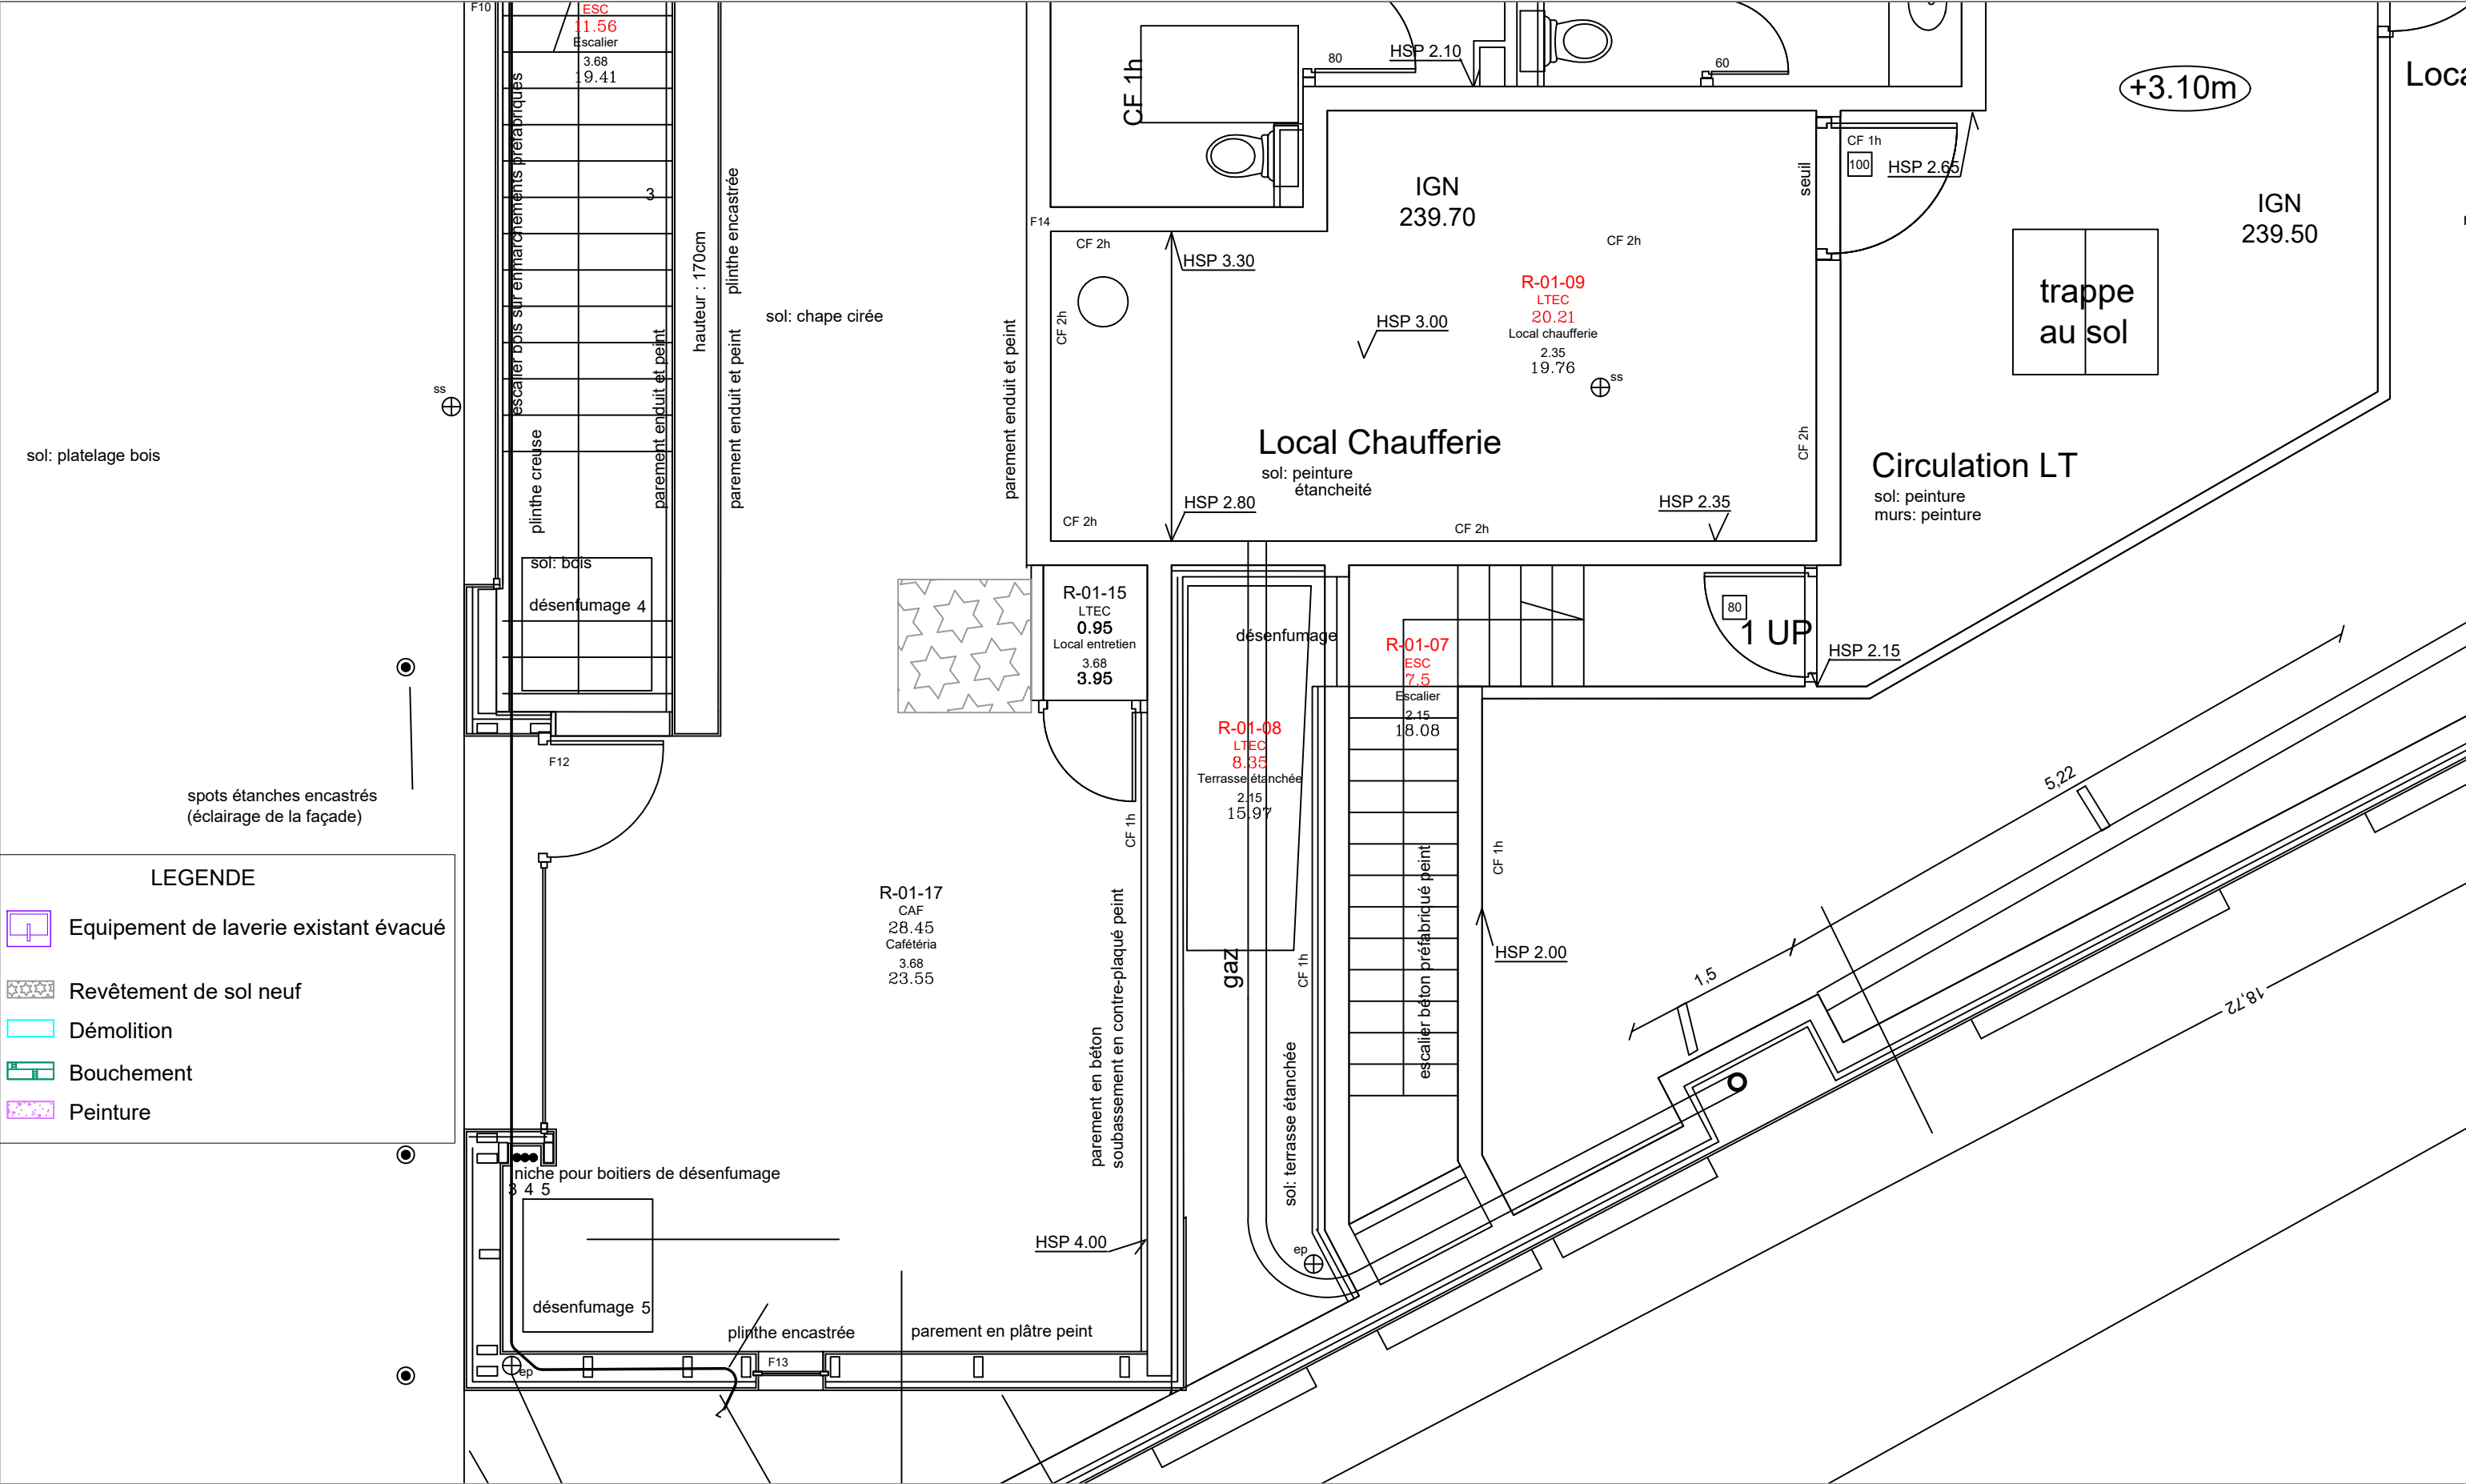 F10
ESC
11.56
Escalier
3.68
19.41
escalier bois sur enmarchements préfabriqués
3
plinthe creuse
parement enduit et peint
hauteur : 170cm
plinthe encastrée
parement enduit et peint
sol: chape cirée
parement enduit et peint
ss
sol: platelage bois
sol: bois
désenfumage 4
F12
spots étanches encastrés
(éclairage de la façade)
CF 1h
80
HSP 2.10
60
F14
CF 2h
HSP 3.30
CF 2h
IGN
239.70
CF 2h
seuil
CF 1h
100
HSP 2.65
+3.10m
IGN
239.50
trappe
au sol
R-01-09
LTEC
20.21
Local chaufferie
2.35
19.76
ss
HSP 3.00
Local Chaufferie
sol: peinture
étancheité
HSP 2.80
HSP 2.35
CF 2h
CF 2h
CF 2h
Circulation LT
sol: peinture
murs: peinture
R-01-15
LTEC
0.95
Local entretien
3.68
3.95
désenfumage
R-01-07
ESC
7.5
Escalier
2.15
18.08
80
1 UP
HSP 2.15
R-01-08
LTEC
8.35
Terrasse étanchée
2.15
15.97
CF 1h
CF 1h
CF 1h
gaz
escalier béton préfabriqué peint
HSP 2.00
5,22
1,5
18,72
R-01-17
CAF
28.45
Cafétéria
3.68
23.55
parement en béton
soubassement en contre-plaqué peint
sol: terrasse étanchée
LEGENDE
Equipement de laverie existant évacué
Revêtement de sol neuf
Démolition
Bouchement
Peinture
niche pour boitiers de désenfumage
3 4 5
HSP 4.00
ep
désenfumage 5
plinthe encastrée
parement en plâtre peint
F13
ep